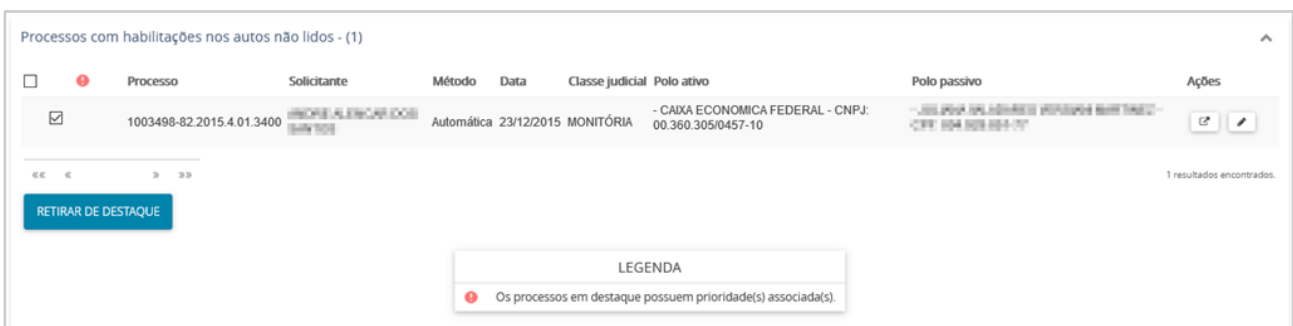 Processos com habilitações nos autos não lidos - (1)
Processo Solicitante Método Data Classe judicial Polo ativo Polo passivo Ações
1003498-82.2015.4.01.3400 Automática 23/12/2015 MONITÓRIA - CAIXA ECONOMICA FEDERAL - CNPJ:
00.360.305/0457-10
«« « » »»
1 resultados encontrados.
RETIRAR DE DESTAQUE
LEGENDA
Os processos em destaque possuem prioridade(s) associada(s).